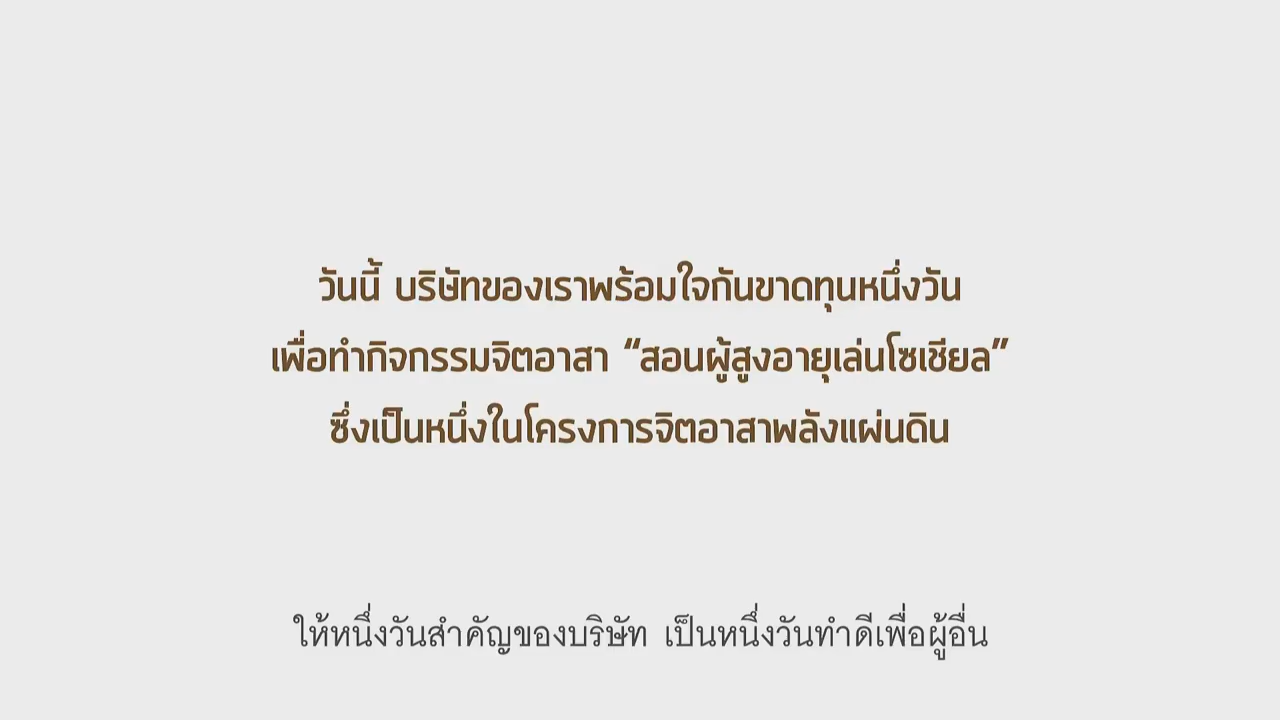 วันนี้ บริษัทของเราพร้อมใจกันขาดทุนหนึ่งวัน
เพื่อทำกิจกรรมจิตอาสา “สอนผู้สูงอายุเล่นโซเชียล”
ซึ่งเป็นหนึ่งในโครงการจิตอาสาพลังแผ่นดิน
ให้หนึ่งวันสำคัญของบริษัท เป็นหนึ่งวันทำดีเพื่อผู้อื่น